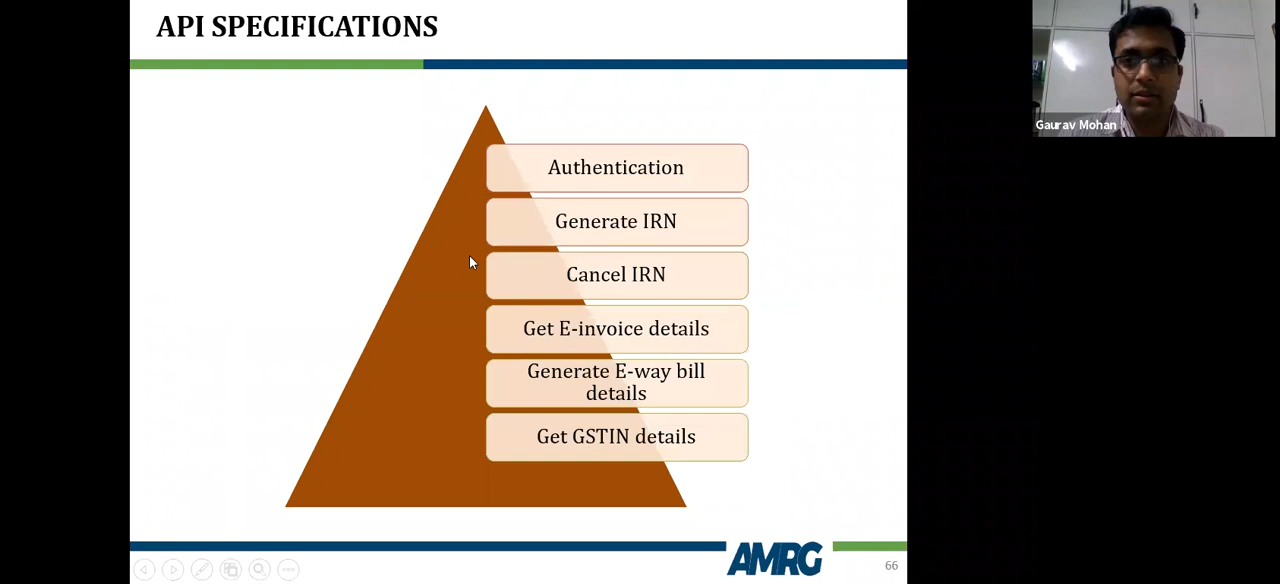 API SPECIFICATIONS
Gaurav Mohan
Authentication
Generate IRN
Cancel IRN
Get E-invoice details
Generate E-way bill
details
Get GSTIN details
AMRG
66